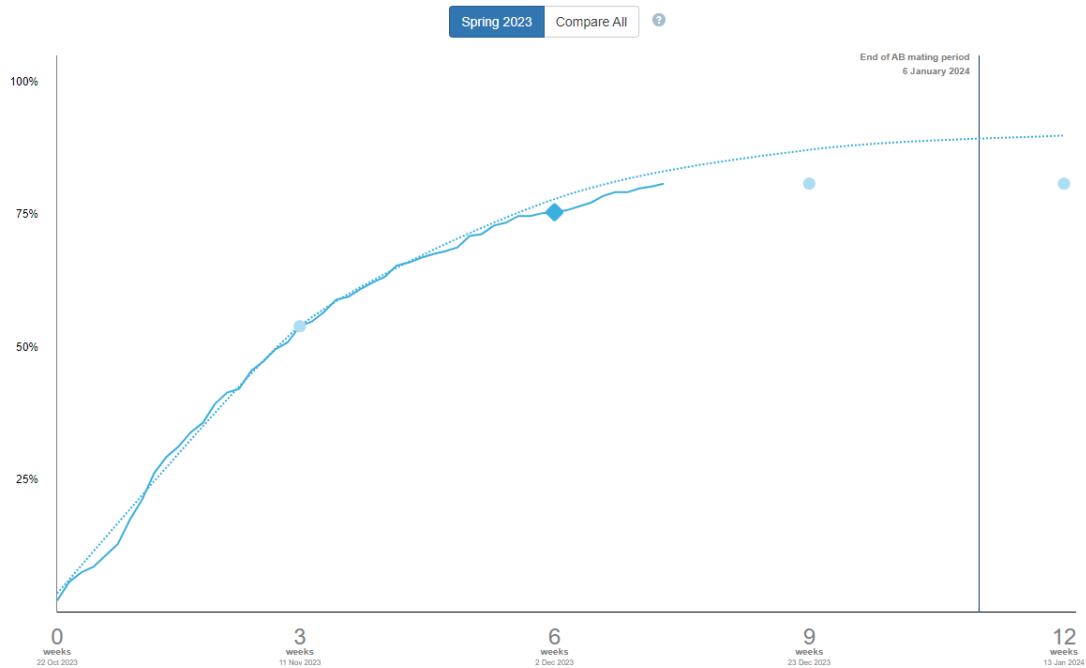 Spring 2023 Compare All ?
End of AB mating period
6 January 2024
100%
75%
50%
25%
0 3 6 9 12
weeks weeks weeks weeks weeks
22 Oct 2023 11 Nov 2023 2 Dec 2023 23 Dec 2023 13 Jan 2024